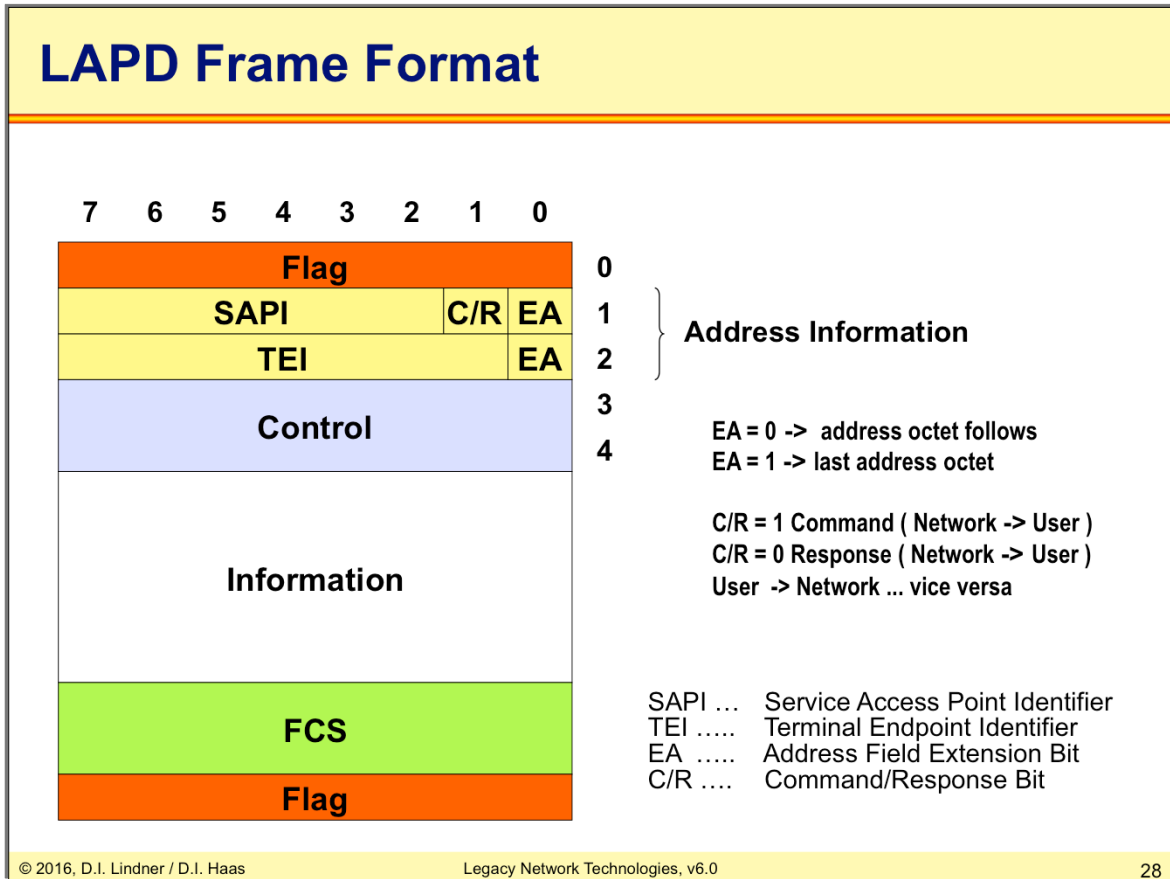 LAPD Frame Format
7 6 5 4 3 2 1 0
Flag 0
SAPI C/R EA 1
TEI EA 2
Address Information
3
Control
4
EA = 0 -> address octet follows
EA = 1 -> last address octet
C/R = 1 Command ( Network -> User )
C/R = 0 Response ( Network -> User )
User -> Network ... vice versa
Information
FCS
Flag
SAPI … Service Access Point Identifier
TEI ….. Terminal Endpoint Identifier
EA ….. Address Field Extension Bit
C/R …. Command/Response Bit
© 2016, D.I. Lindner / D.I. Haas Legacy Network Technologies, v6.0 28